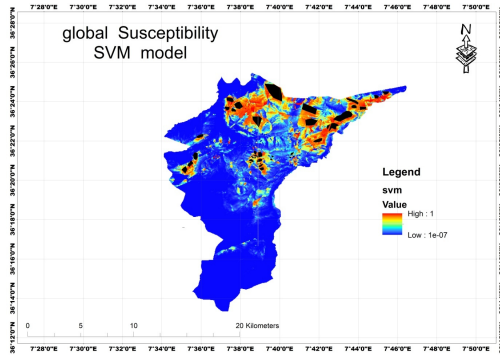 7°28'0"E 7°30'0"E 7°32'0"E 7°34'0"E 7°36'0"E 7°38'0"E 7°40'0"E 7°42'0"E 7°44'0"E 7°46'0"E 7°48'0"E 7°50'0"E
global Susceptibility
SVM model
N
36°28'0"N
36°26'0"N
36°24'0"N
36°22'0"N
36°20'0"N
36°18'0"N
36°16'0"N
36°14'0"N
36°12'0"N
Legend
svm
Value
High : 1
Low : 1e-07
0 5 10 20 Kilometers
7°28'0"E 7°30'0"E 7°32'0"E 7°34'0"E 7°36'0"E 7°38'0"E 7°40'0"E 7°42'0"E 7°44'0"E 7°46'0"E 7°48'0"E 7°50'0"E